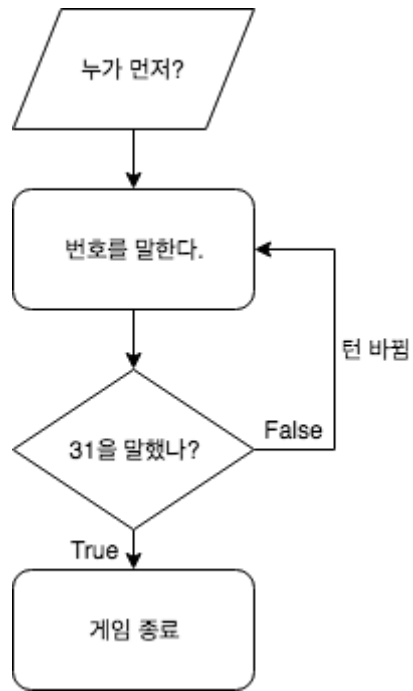 누가 먼저?
번호를 말한다.
턴 바뀜
31을 말했나?
False
True
게임 종료